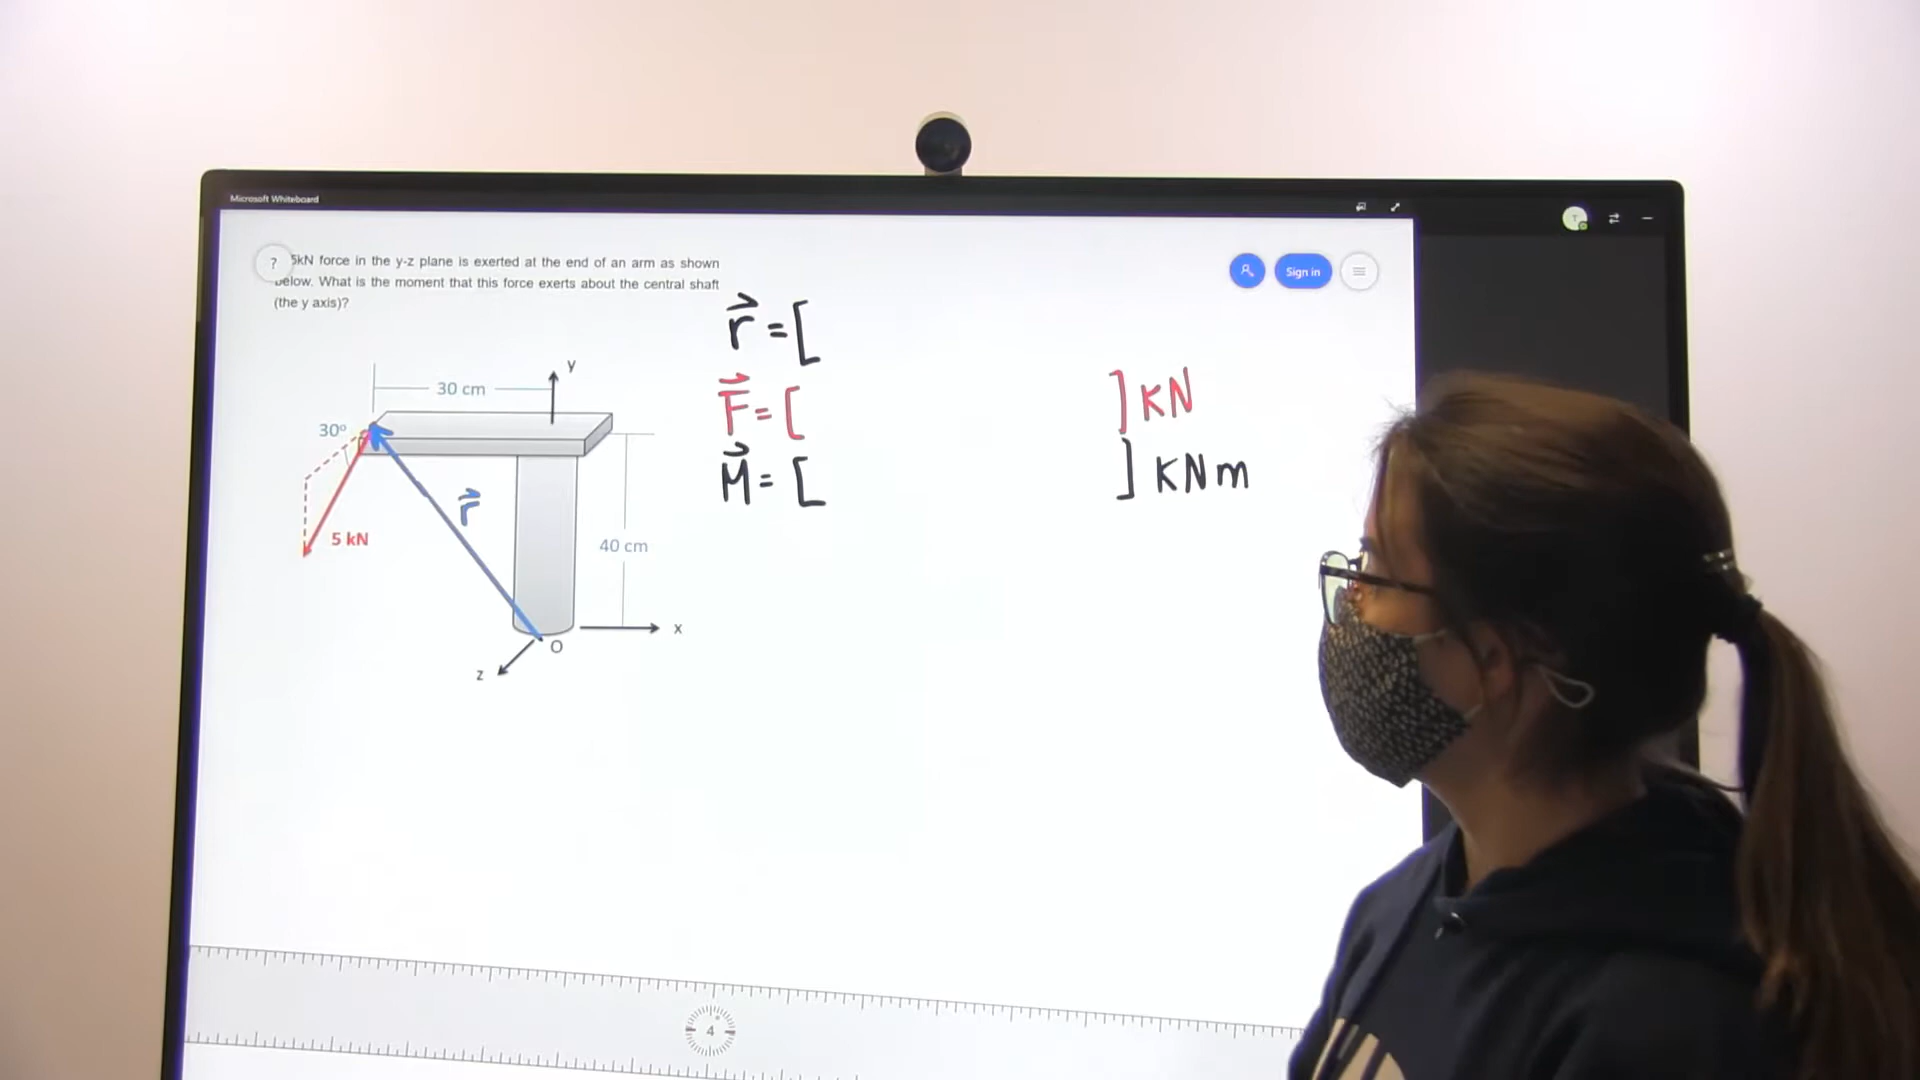 Microsoft Whiteboard
T
? 5kN force in the y-z plane is exerted at the end of an arm as shown
below. What is the moment that this force exerts about the central shaft
(the y axis)?
Sign in
r⃗ = [
y
30 cm
F⃗ = [ ] KN
30°
M⃗ = [ ] KNm
r⃗
5 kN
40 cm
x
O
z
4°